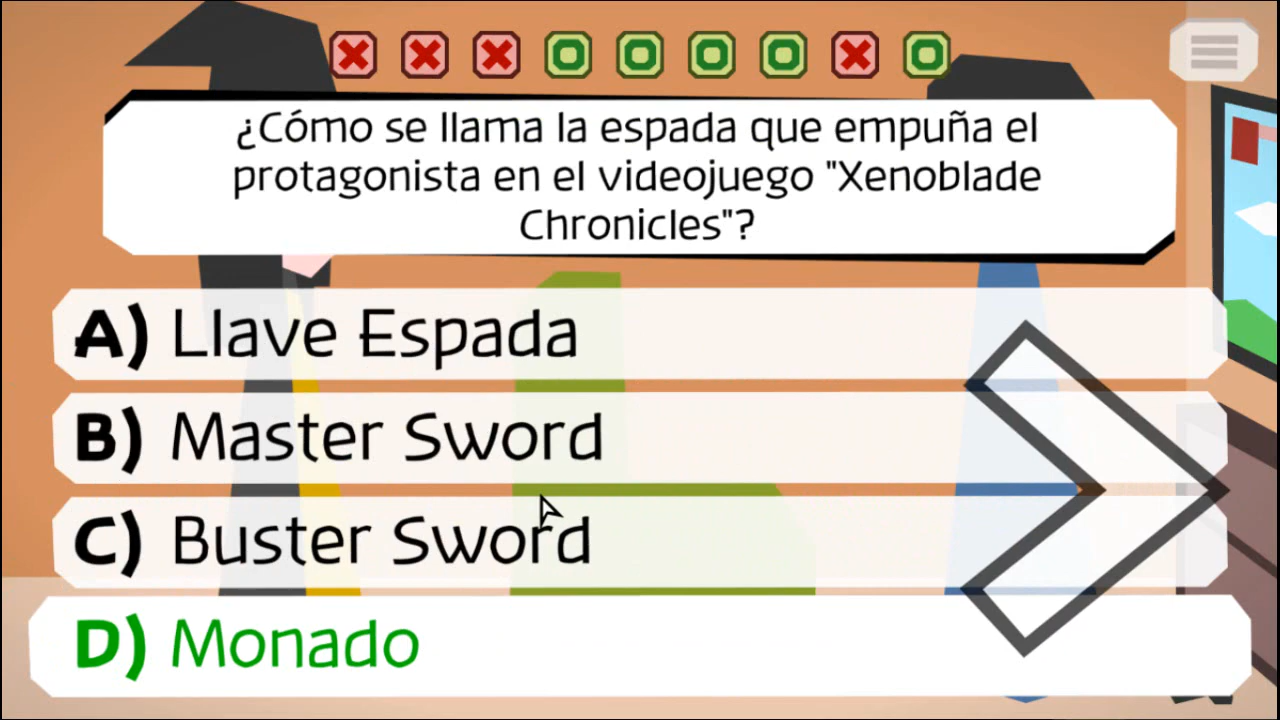 ¿Cómo se llama la espada que empuña el
protagonista en el videojuego "Xenoblade
Chronicles"?
A) Llave Espada
B) Master Sword
C) Buster Sword
D) Monado